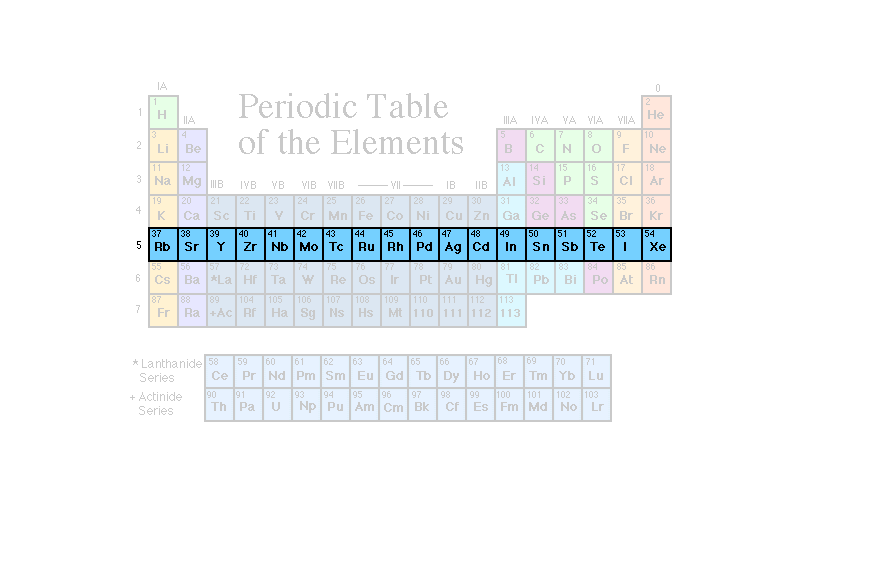 IA 0
1 2
1 H Periodic Table He
IIA IIIA IVA VA VIA VIIA
3 4 5 6 7 8 9 10
2 Li Be of the Elements B C N O F Ne
11 12 13 14 15 16 17 18
3 Na Mg IIIB IVB VB VIB VIIB VII IB IIB Al Si P S Cl Ar
19 20 21 22 23 24 25 26 27 28 29 30 31 32 33 34 35 36
4 K Ca Sc Ti V Cr Mn Fe Co Ni Cu Zn Ga Ge As Se Br Kr
37 38 39 40 41 42 43 44 45 46 47 48 49 50 51 52 53 54
5 Rb Sr Y Zr Nb Mo Tc Ru Rh Pd Ag Cd In Sn Sb Te I Xe
55 56 57 72 73 74 75 76 77 78 79 80 81 82 83 84 85 86
6 Cs Ba *La Hf Ta W Re Os Ir Pt Au Hg Tl Pb Bi Po At Rn
87 88 89 104 105 106 107 108 109 110 111 112 113
7 Fr Ra +Ac Rf Ha Sg Ns Hs Mt 110 111 112 113
58 59 60 61 62 63 64 65 66 67 68 69 70 71
* Lanthanide Ce Pr Nd Pm Sm Eu Gd Tb Dy Ho Er Tm Yb Lu
Series
90 91 92 93 94 95 96 97 98 99 100 101 102 103
+ Actinide Th Pa U Np Pu Am Cm Bk Cf Es Fm Md No Lr
Series